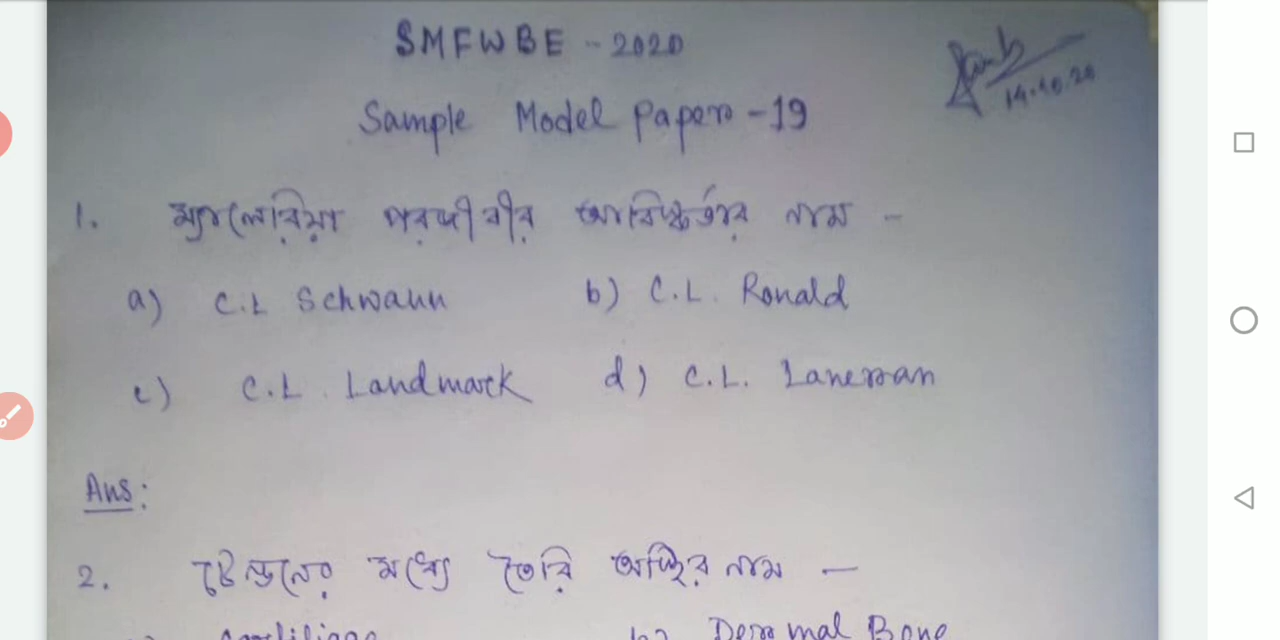 SMFWBE - 2020
14.10.20
Sample Model Paper - 19
1. ম্যালেরিয়া পরজীবীর আবিষ্কর্তার নাম -
a) C.L Schwann b) C.L. Ronald
c) C.L. Landmark d) C.L. Laneran
Ans:
2. টেন্ডনের মধ্যে তৈরি অস্থির নাম —
b) Dermal Bone